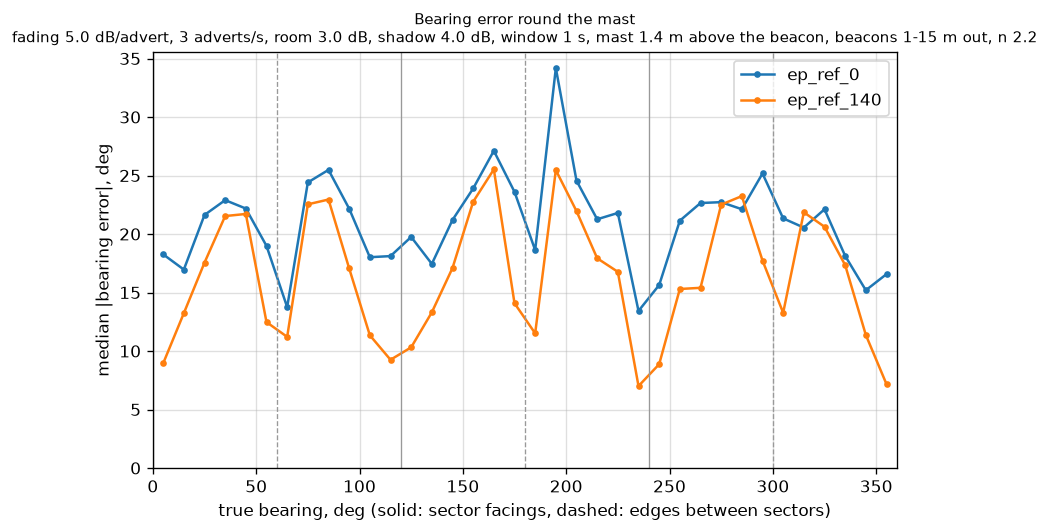 Bearing error round the mast
fading 5.0 dB/advert, 3 adverts/s, room 3.0 dB, shadow 4.0 dB, window 1 s, mast 1.4 m above the beacon, beacons 1-15 m out, n 2.2
ep_ref_0
ep_ref_140
median |bearing error|, deg
35
30
25
20
15
10
5
0
0 50 100 150 200 250 300 350
true bearing, deg (solid: sector facings, dashed: edges between sectors)